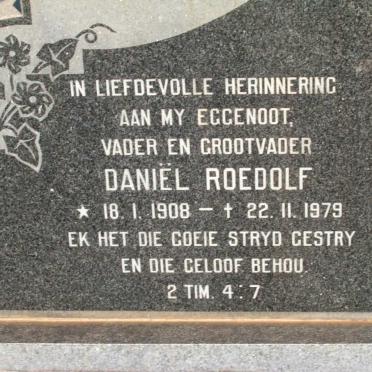 IN LIEFDEVOLLE HERINNERING
AAN MY EGGENOOT,
VADER EN GROOTVADER
DANIËL ROEDOLF
★ 18. 1. 1908 – † 22. 11. 1979
EK HET DIE GOEIE STRYD GESTRY
EN DIE GELOOF BEHOU.
2 TIM. 4:7